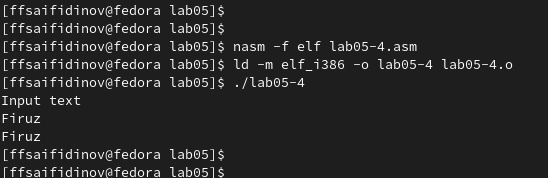 [ffsaifidinov@fedora lab05]$
[ffsaifidinov@fedora lab05]$
[ffsaifidinov@fedora lab05]$ nasm -f elf lab05-4.asm
[ffsaifidinov@fedora lab05]$ ld -m elf_i386 -o lab05-4 lab05-4.o
[ffsaifidinov@fedora lab05]$ ./lab05-4
Input text
Firuz
Firuz
[ffsaifidinov@fedora lab05]$
[ffsaifidinov@fedora lab05]$